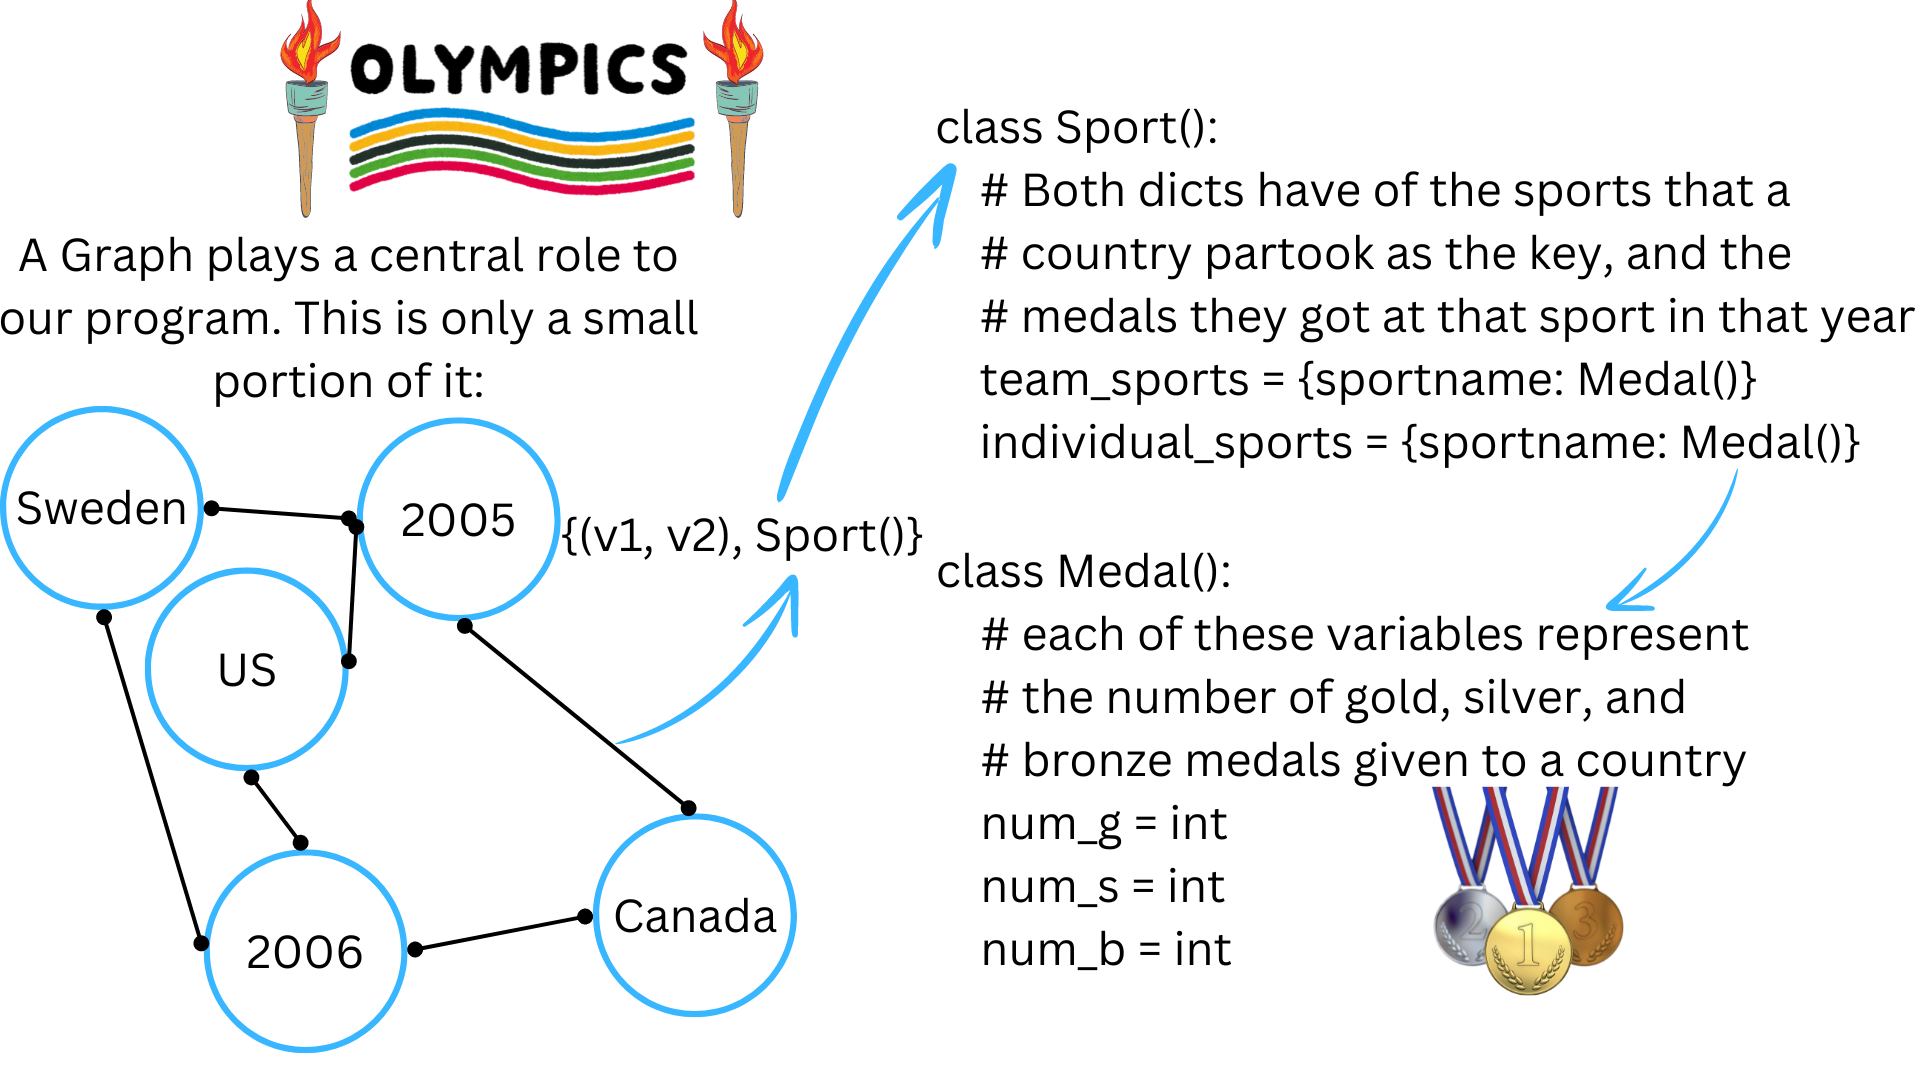 OLYMPICS
A Graph plays a central role to
our program. This is only a small
portion of it:
Sweden
2005
{(v1, v2), Sport()}
US
2006
Canada
class Sport():
# Both dicts have of the sports that a
# country partook as the key, and the
# medals they got at that sport in that year
team_sports = {sportname: Medal()}
individual_sports = {sportname: Medal()}
class Medal():
# each of these variables represent
# the number of gold, silver, and
# bronze medals given to a country
num_g = int
num_s = int
num_b = int
2
1
3